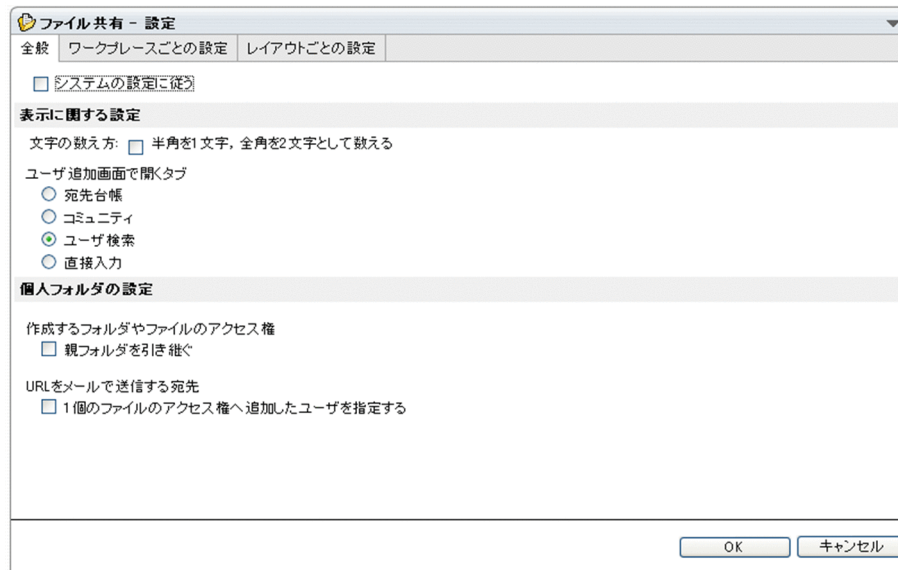 ファイル共有 - 設定
全般 ワークプレースごとの設定 レイアウトごとの設定
システムの設定に従う
表示に関する設定
文字の数え方: 半角を1文字, 全角を2文字として数える
ユーザ追加画面で開くタブ
宛先台帳
コミュニティ
ユーザ検索
直接入力
個人フォルダの設定
作成するフォルダやファイルのアクセス権
親フォルダを引き継ぐ
URLをメールで送信する宛先
1個のファイルのアクセス権へ追加したユーザを指定する
OK キャンセル